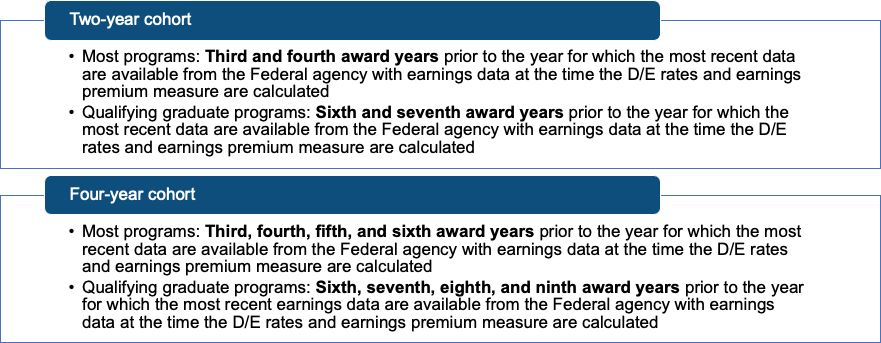 Two-year cohort
• Most programs: Third and fourth award years prior to the year for which the most recent data
are available from the Federal agency with earnings data at the time the D/E rates and earnings
premium measure are calculated
• Qualifying graduate programs: Sixth and seventh award years prior to the year for which the
most recent data are available from the Federal agency with earnings data at the time the D/E
rates and earnings premium measure are calculated
Four-year cohort
• Most programs: Third, fourth, fifth, and sixth award years prior to the year for which the most
recent data are available from the Federal agency with earnings data at the time the D/E rates
and earnings premium measure are calculated
• Qualifying graduate programs: Sixth, seventh, eighth, and ninth award years prior to the year
for which the most recent earnings data are available from the Federal agency with earnings
data at the time the D/E rates and earnings premium measure are calculated